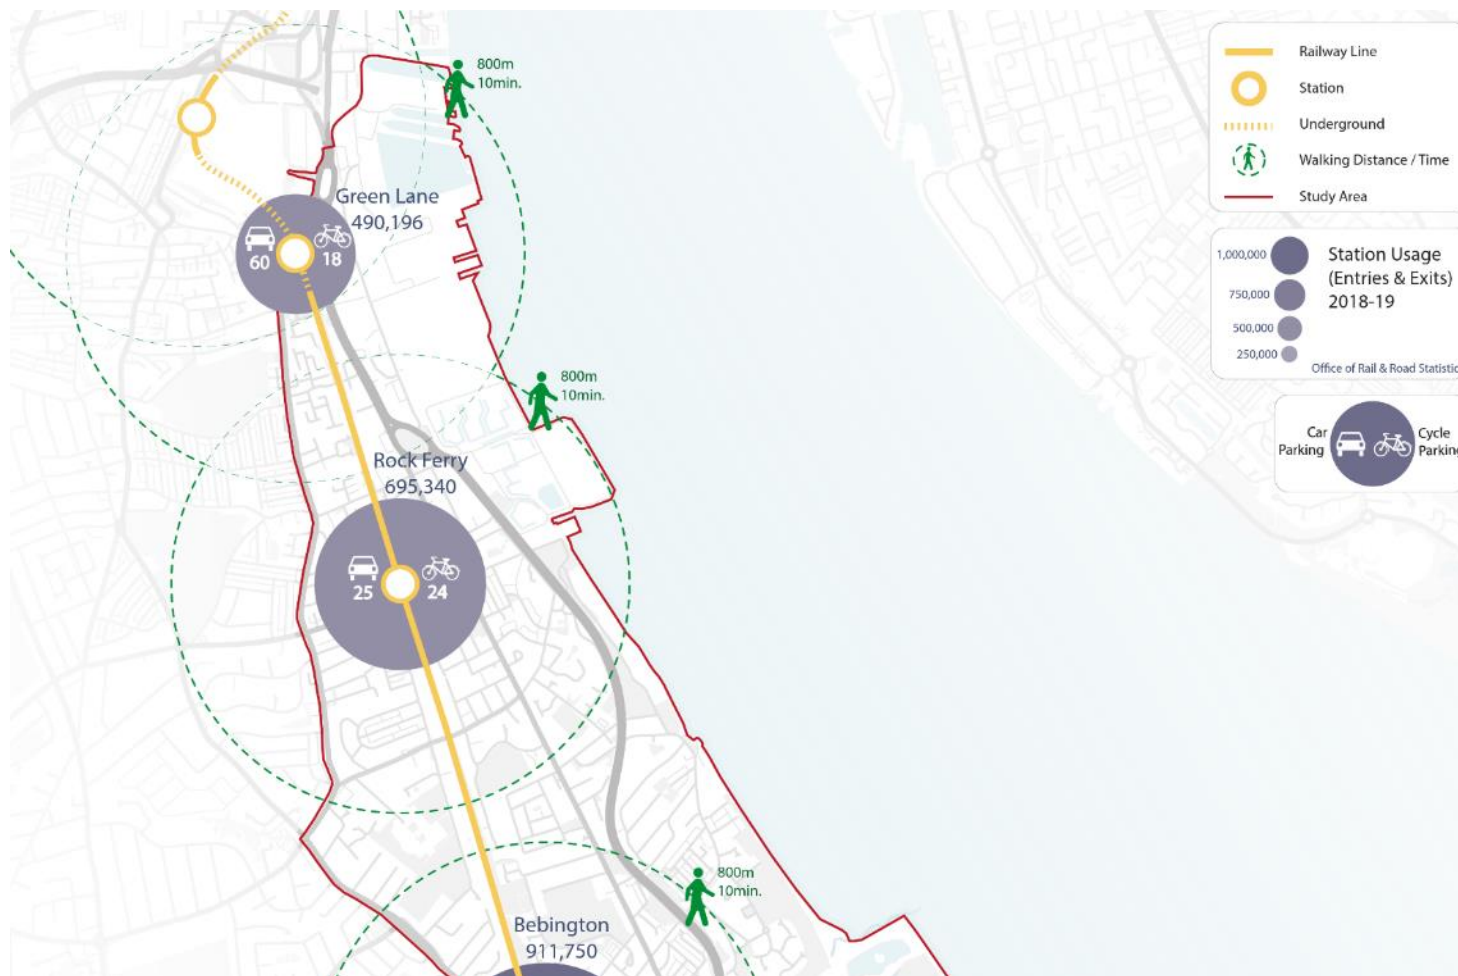 800m
10min.
Green Lane
490,196
60
18
800m
10min.
Rock Ferry
695,340
25
24
800m
10min.
Bebington
911,750
Railway Line
Station
Underground
Walking Distance / Time
Study Area
1,000,000
750,000
500,000
250,000
Station Usage
(Entries & Exits)
2018-19
Office of Rail & Road Statistic
Car
Parking
Cycle
Parking